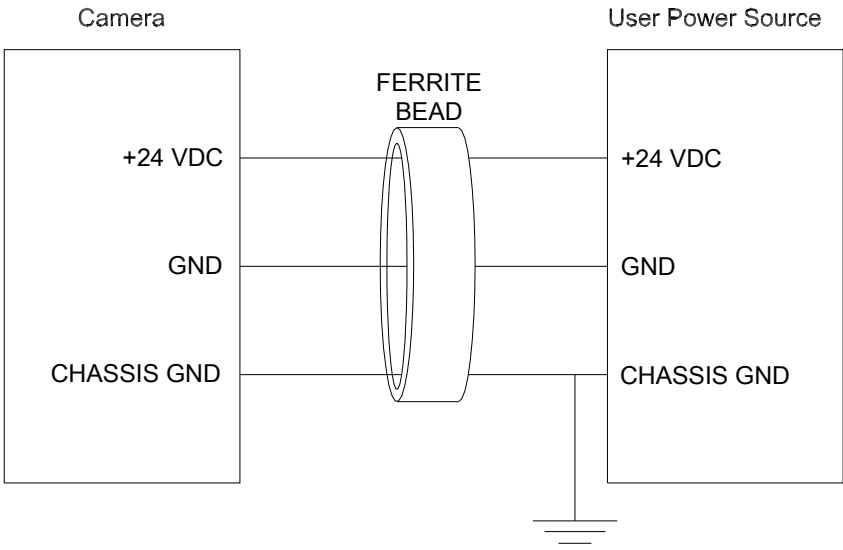 Camera
User Power Source
FERRITE
BEAD
+24 VDC
+24 VDC
GND
GND
CHASSIS GND
CHASSIS GND